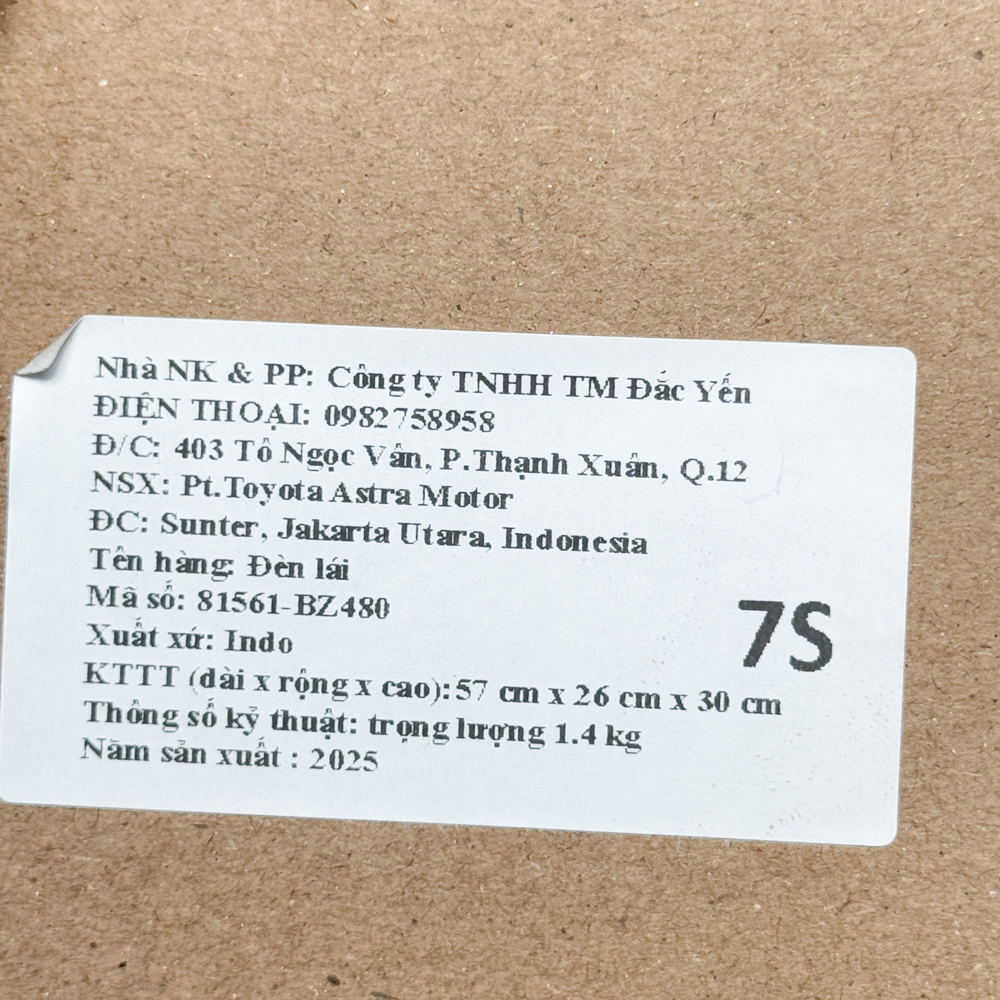 Nhà NK & PP: Công ty TNHH TM Đắc Yến
ĐIỆN THOẠI: 0982758958
Đ/C: 403 Tô Ngọc Vân, P.Thạnh Xuân, Q.12
NSX: Pt.Toyota Astra Motor
ĐC: Sunter, Jakarta Utara, Indonesia
Tên hàng: Đèn lái
Mã số: 81561-BZ480
Xuất xứ: Indo
7S
KTTT (dài x rộng x cao): 57 cm x 26 cm x 30 cm
Thông số kỷ thuật: trọng lượng 1.4 kg
Năm sản xuất : 2025